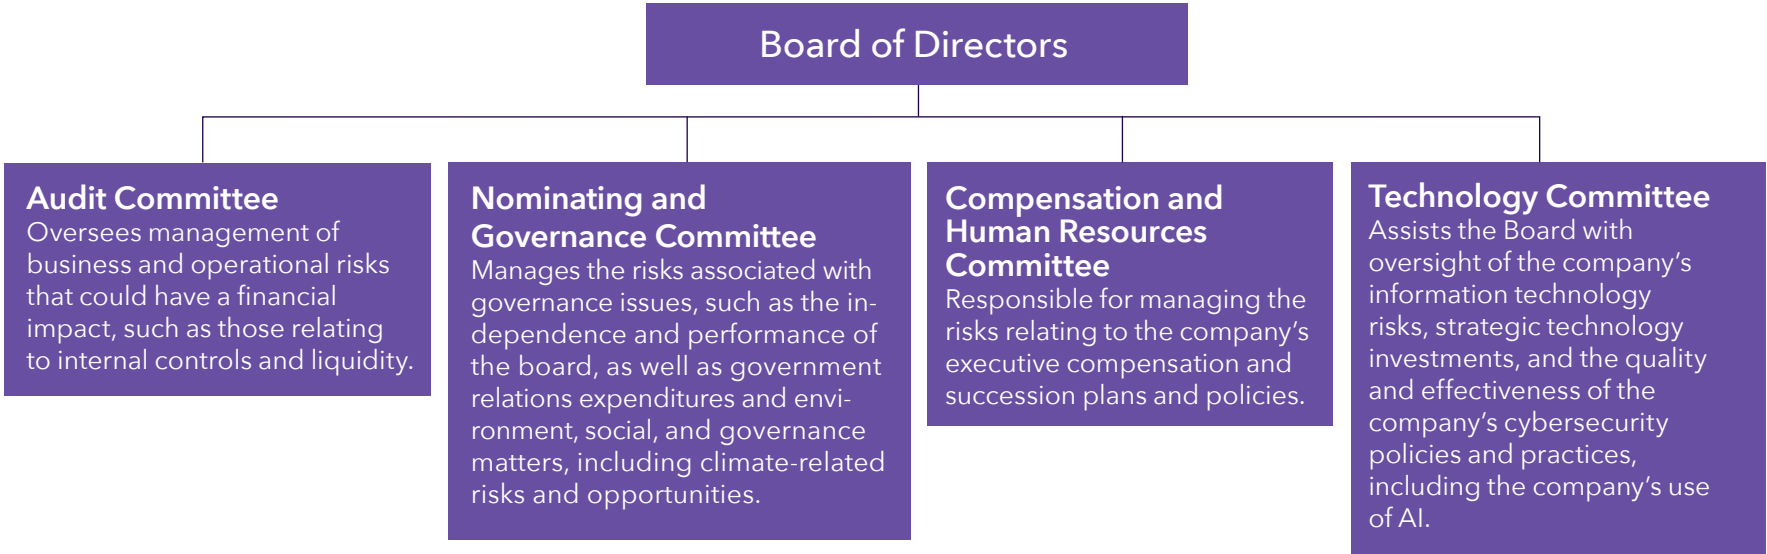 Board of Directors
Audit Committee
Oversees management of
business and operational risks
that could have a financial
impact, such as those relating
to internal controls and liquidity.
Nominating and
Governance Committee
Manages the risks associated with
governance issues, such as the in-
dependence and performance of
the board, as well as government
relations expenditures and envi-
ronment, social, and governance
matters, including climate-related
risks and opportunities.
Compensation and
Human Resources
Committee
Responsible for managing the
risks relating to the company’s
executive compensation and
succession plans and policies.
Technology Committee
Assists the Board with
oversight of the company’s
information technology
risks, strategic technology
investments, and the quality
and effectiveness of the
company’s cybersecurity
policies and practices,
including the company’s use
of AI.